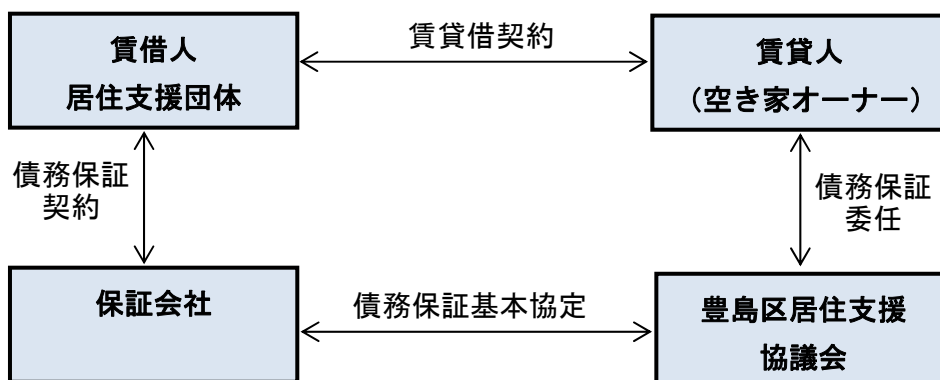 賃借人
居住支援団体
賃貸借契約
賃貸人
（空き家オーナー）
債務保証
契約
債務保証
委任
保証会社
債務保証基本協定
豊島区居住支援
協議会